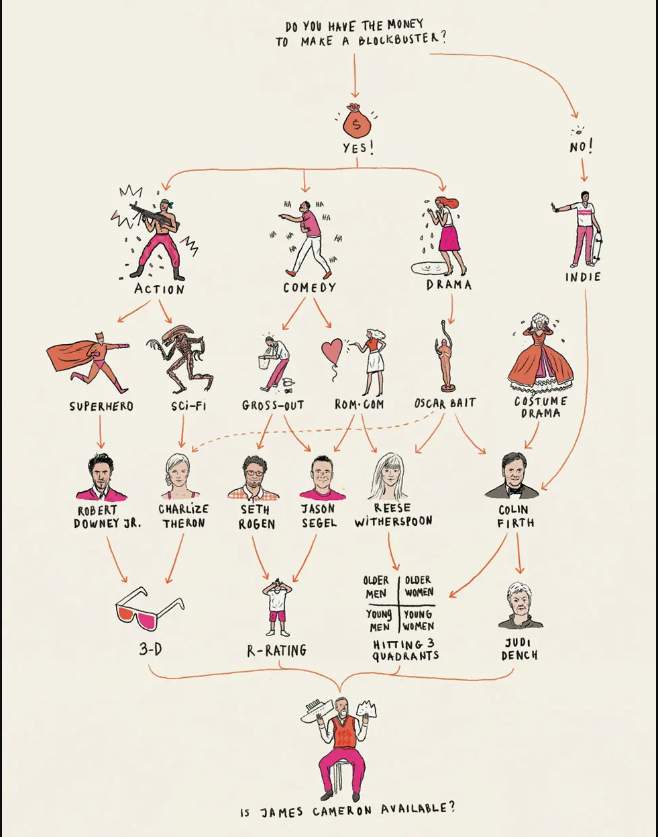 DO YOU HAVE THE MONEY
TO MAKE A BLOCKBUSTER?
$
YES!
NO!
HA HA
HA HA
HA HA
HA HA
HA
ACTION
COMEDY
DRAMA
INDIE
SUPERHERO
SCI-FI
GROSS-OUT
ROM-COM
OSCAR BAIT
COSTUME
DRAMA
ROBERT
DOWNEY JR.
CHARLIZE
THERON
SETH
ROGEN
JASON
SEGEL
REESE
WITHERSPOON
COLIN
FIRTH
OLDER
MEN
OLDER
WOMEN
YOUNG
MEN
YOUNG
WOMEN
3-D
R-RATING
HITTING 3
QUADRANTS
JUDI
DENCH
IS JAMES CAMERON AVAILABLE?